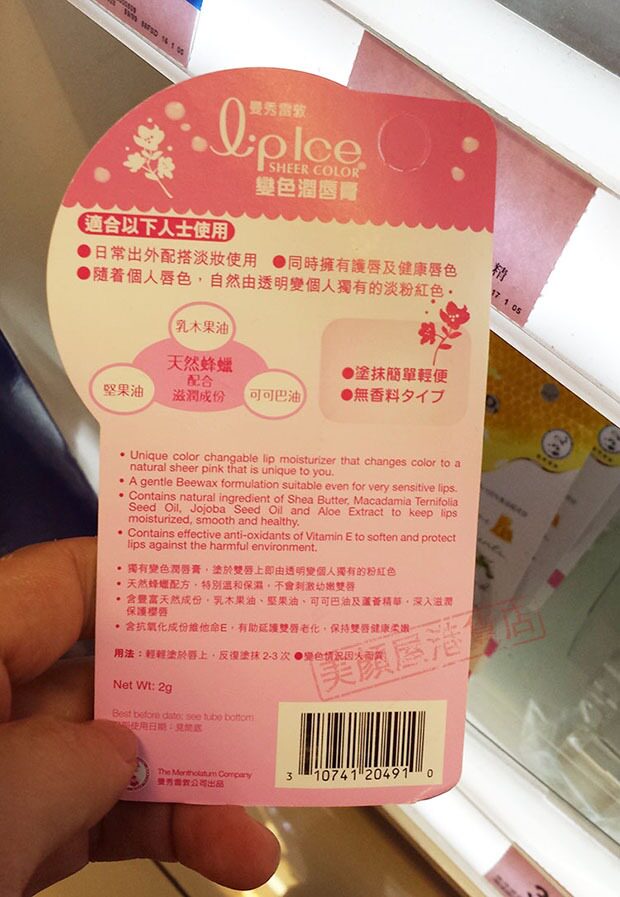 曼秀雷敦
LipIce
SHEER COLOR
變色潤唇膏
適合以下人士使用
●日常出外配搭淡妝使用 ●同時擁有護唇及健康唇色
●隨着個人唇色，自然由透明變個人獨有的淡粉紅色。
乳木果油
天然蜂蠟
配合
滋潤成份
堅果油
可可巴油
●塗抹簡單輕便
●無香料タイプ
• Unique color changable lip moisturizer that changes color to a
natural sheer pink that is unique to you.
• A gentle Beewax formulation suitable even for very sensitive lips.
• Contains natural ingredient of Shea Butter, Macadamia Ternifolia
Seed Oil, Jojoba Seed Oil and Aloe Extract to keep lips
moisturized, smooth and healthy.
• Contains effective anti-oxidants of Vitamin E to soften and protect
lips against the harmful environment.
• 獨有變色潤唇膏，塗於雙唇上即由透明變個人獨有的粉紅色
• 天然蜂蠟配方，特別溫和保濕，不會刺激幼嫩雙唇
• 含豐富天然成份，乳木果油、堅果油、可可巴油及蘆薈精華，深入滋潤
保護櫻唇
• 含抗氧化成份維他命E，有助延護雙唇老化，保持雙唇健康柔嫩
用法：輕輕塗於唇上，反復塗抹2-3次 ●變色情況因人而異
Net Wt: 2g
Best before date: see tube bottom
此期使用日期：見筒底
The Mentholatum Company
曼秀雷敦公司出品
3 10741 20491 0
美顏屋港貨店
精
17 1 05